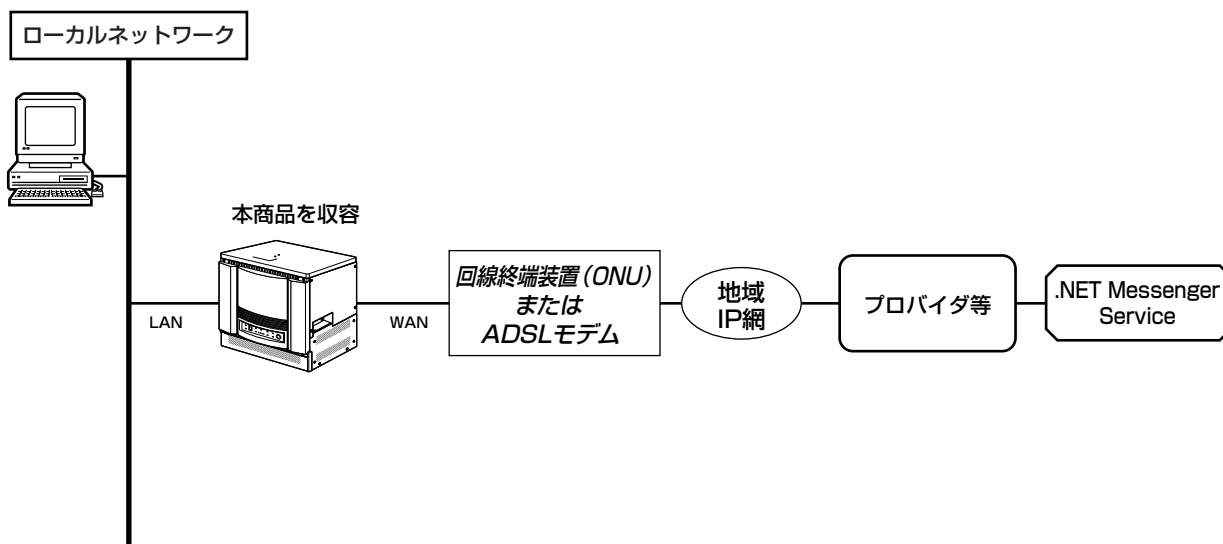 ローカルネットワーク
本商品を収容
LAN
WAN
回線終端装置(ONU)
または
ADSLモデム
地域
IP網
プロバイダ等
.NET Messenger
Service